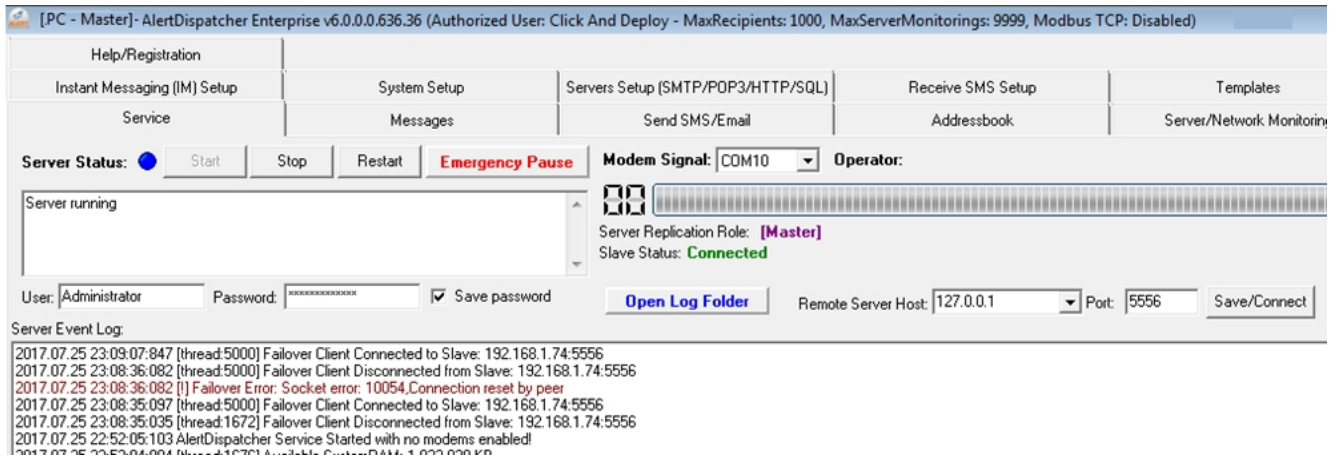 [PC - Master]- AlertDispatcher Enterprise v6.0.0.0.636.36 (Authorized User: Click And Deploy - MaxRecipients: 1000, MaxServerMonitorings: 9999, Modbus TCP: Disabled)
Help/Registration
Instant Messaging (IM) Setup System Setup Servers Setup (SMTP/POP3/HTTP/SQL) Receive SMS Setup Templates
Service Messages Send SMS/Email Addressbook Server/Network Monitoring
Server Status: Start Stop Restart Emergency Pause Modem Signal: COM10 Operator:
Server running
00
Server Replication Role: [Master]
Slave Status: Connected
User: Administrator Password: ************* Save password Open Log Folder Remote Server Host: 127.0.0.1 Port: 5556 Save/Connect
Server Event Log:
2017.07.25 23:09:07:847 [thread:5000] Failover Client Connected to Slave: 192.168.1.74:5556
2017.07.25 23:08:36:082 [thread:5000] Failover Client Disconnected from Slave: 192.168.1.74:5556
2017.07.25 23:08:36:082 [!] Failover Error: Socket error: 10054,Connection reset by peer
2017.07.25 23:08:35:097 [thread:5000] Failover Client Connected to Slave: 192.168.1.74:5556
2017.07.25 23:08:35:035 [thread:1672] Failover Client Disconnected from Slave: 192.168.1.74:5556
2017.07.25 22:52:05:103 AlertDispatcher Service Started with no modems enabled!